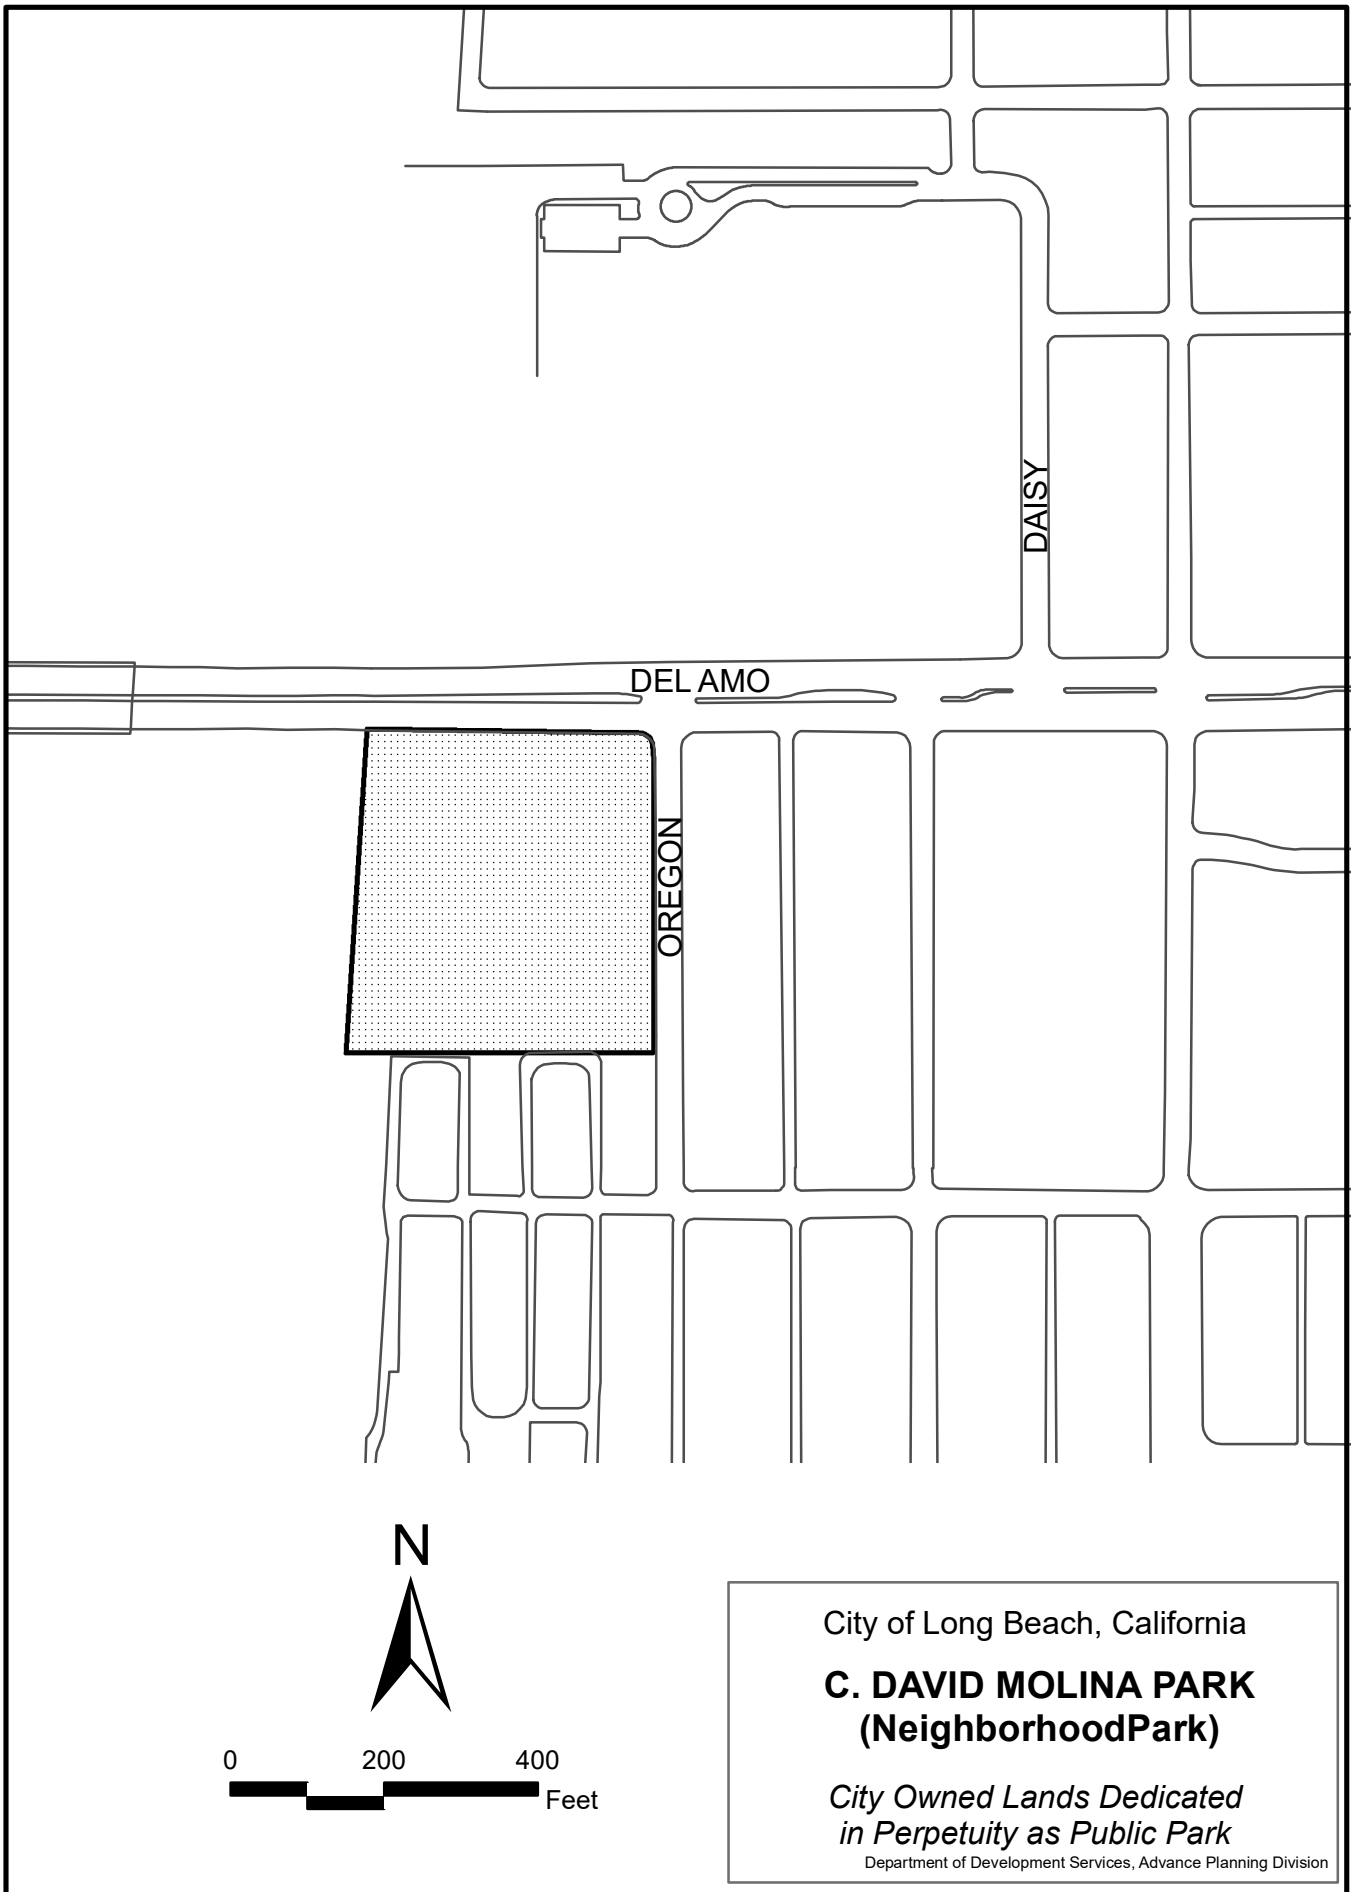 DAISY
DEL AMO
OREGON
N
0 200 400
Feet
City of Long Beach, California
C. DAVID MOLINA PARK
(NeighborhoodPark)
City Owned Lands Dedicated
in Perpetuity as Public Park
Department of Development Services, Advance Planning Division